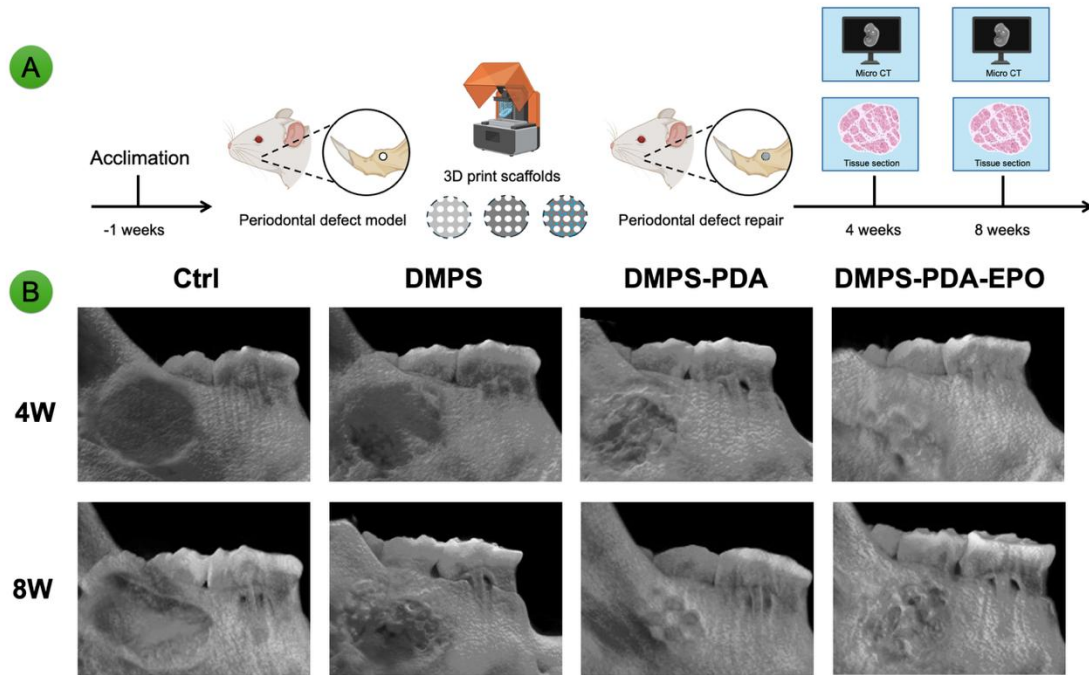 A
Acclimation
-1 weeks
Periodontal defect model
3D print scaffolds
Periodontal defect repair
Micro CT
Micro CT
Tissue section
Tissue section
4 weeks
8 weeks
B
Ctrl
DMPS
DMPS-PDA
DMPS-PDA-EPO
4W
8W